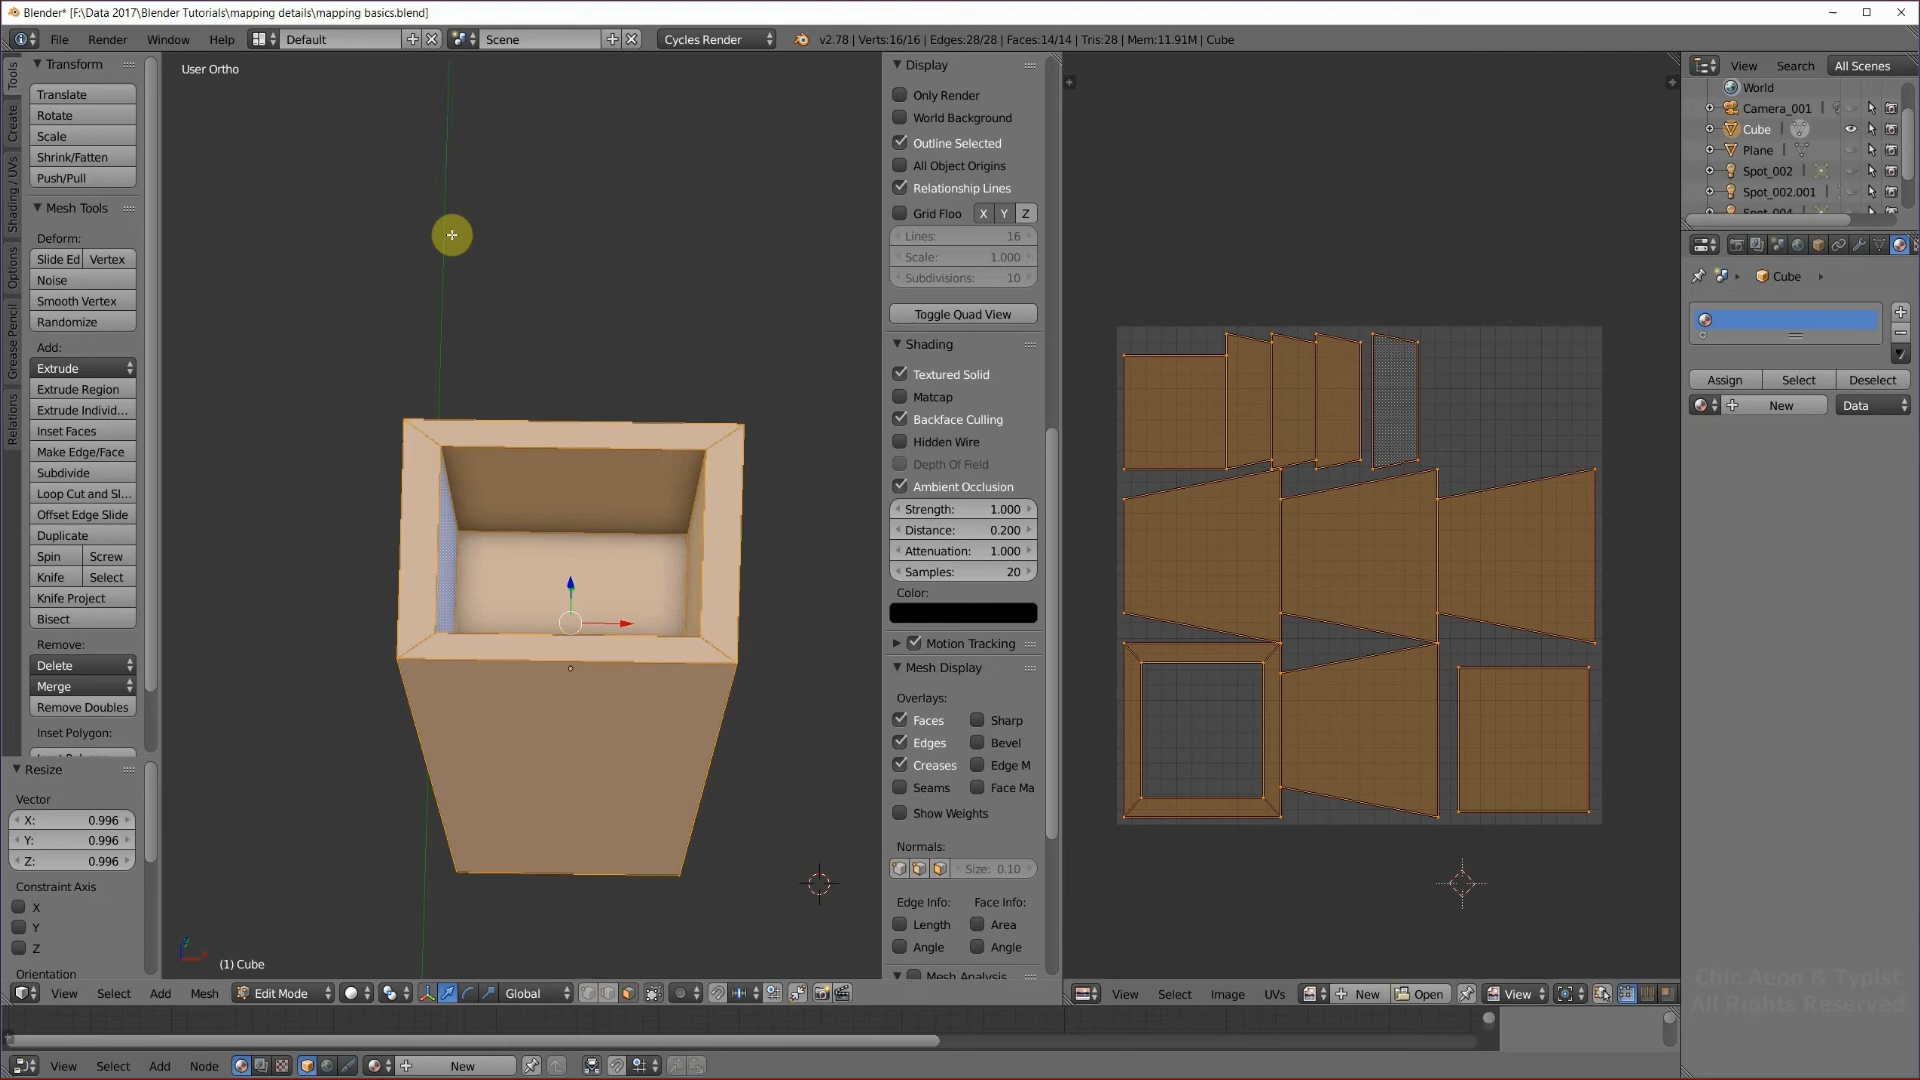 Blender* [F:\Data 2017\Blender Tutorials\mapping details\mapping basics.blend]
File Render Window Help Default Scene Cycles Render v2.78 | Verts:16/16 | Edges:28/28 | Faces:14/14 | Tris:28 | Mem:11.91M | Cube
Tools
Create
Shading / UVs
Options
Grease Pencil
Relations
Transform
Translate
Rotate
Scale
Shrink/Fatten
Push/Pull
Mesh Tools
Deform:
Slide Ed Vertex
Noise
Smooth Vertex
Randomize
Add:
Extrude
Extrude Region
Extrude Individ...
Inset Faces
Make Edge/Face
Subdivide
Loop Cut and Sl...
Offset Edge Slide
Duplicate
Spin Screw
Knife Select
Knife Project
Bisect
Remove:
Delete
Merge
Remove Doubles
Inset Polygon:
Resize
Vector
X: 0.996
Y: 0.996
Z: 0.996
Constraint Axis
X
Y
Z
Orientation
User Ortho
(1) Cube
View Select Add Mesh Edit Mode Global
Display
Only Render
World Background
Outline Selected
All Object Origins
Relationship Lines
Grid Floo X Y Z
Lines: 16
Scale: 1.000
Subdivisions: 10
Toggle Quad View
Shading
Textured Solid
Matcap
Backface Culling
Hidden Wire
Depth Of Field
Ambient Occlusion
Strength: 1.000
Distance: 0.200
Attenuation: 1.000
Samples: 20
Color:
Motion Tracking
Mesh Display
Overlays:
Faces Sharp
Edges Bevel
Creases Edge M
Seams Face Ma
Show Weights
Normals:
Size: 0.10
Edge Info: Face Info:
Length Area
Angle Angle
Mesh Analysis
View Select Image UVs New Open View
View Search All Scenes
World
Camera_001
Cube
Plane
Spot_002
Spot_002.001
Spot_004
Cube
Assign Select Deselect
New Data
Chic Aeon & Typist
All Rights Reserved
View Select Add Node New